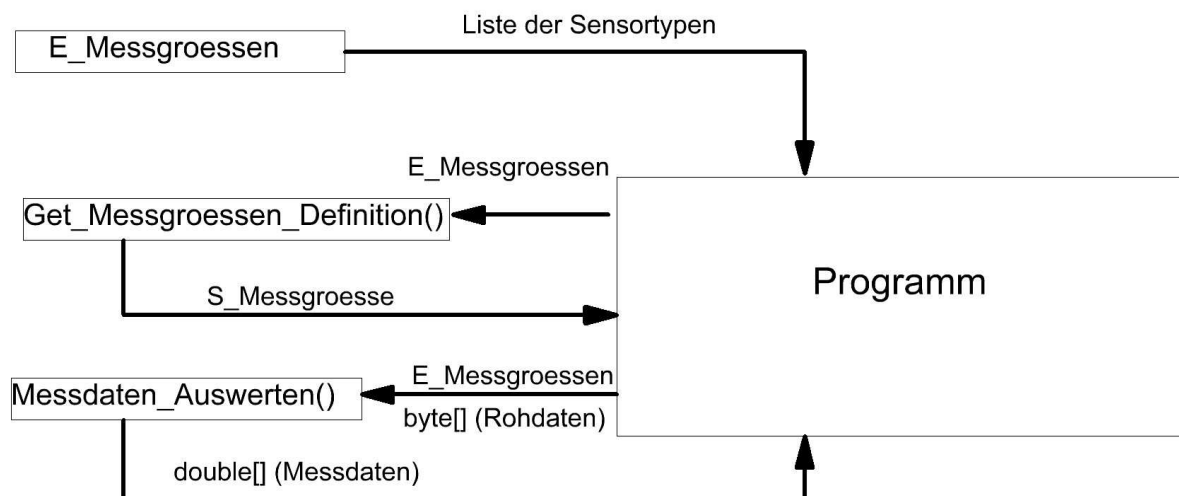 Liste der Sensortypen
E_Messgroessen
E_Messgroessen
Get_Messgroessen_Definition()
Programm
S_Messgroesse
E_Messgroessen
Messdaten_Auswerten()
byte[] (Rohdaten)
double[] (Messdaten)